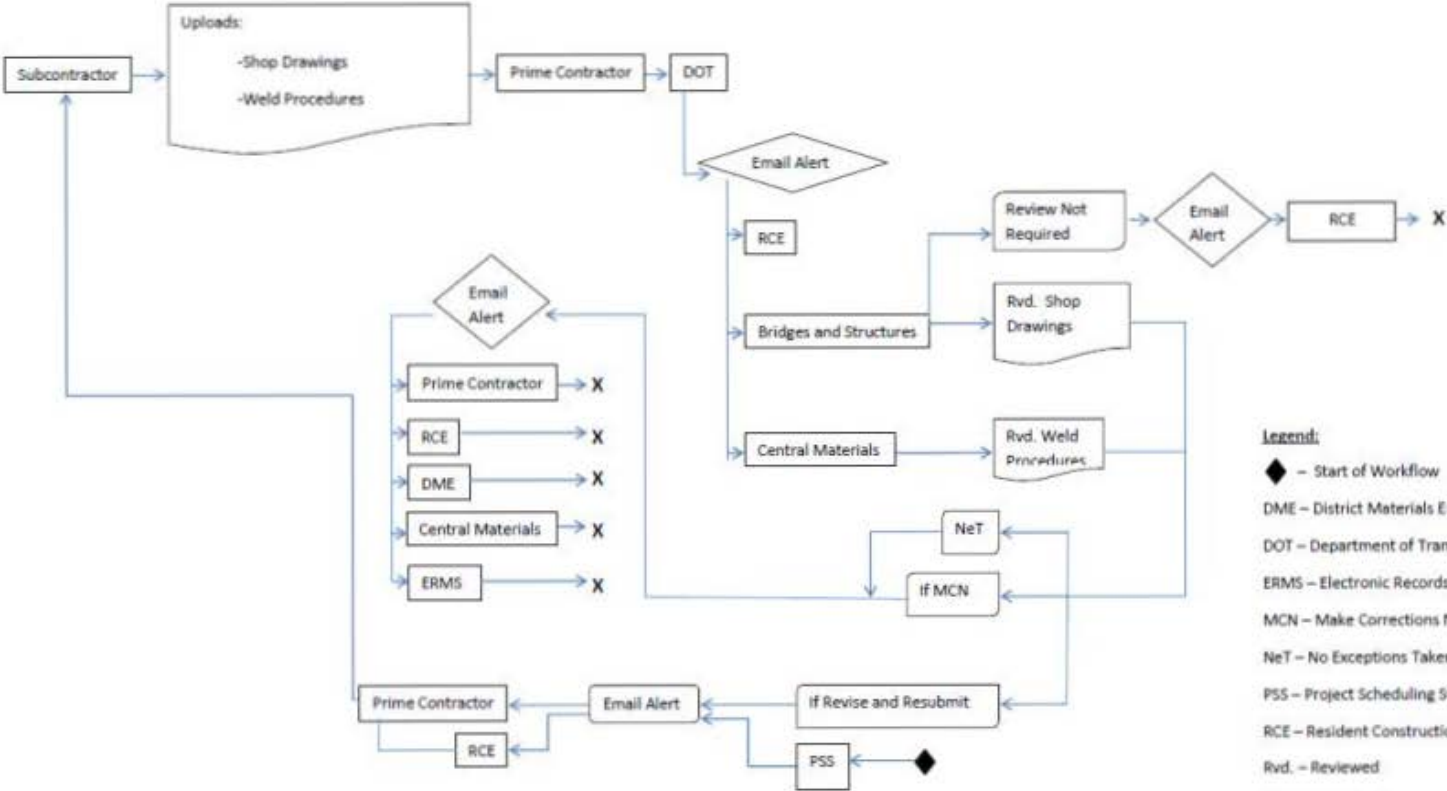 Uploads:
-Shop Drawings
-Weld Procedures
Subcontractor
Prime Contractor
DOT
Email Alert
RCE
Bridges and Structures
Central Materials
Review Not
Required
Email
Alert
RCE
X
Rvd. Shop
Drawings
Rvd. Weld
Procedures
Email
Alert
Prime Contractor
X
RCE
X
DME
X
Central Materials
X
ERMS
X
NeT
If MCN
If Revise and Resubmit
Email Alert
Prime Contractor
RCE
PSS
Legend:
– Start of Workflow
DME – District Materials E
DOT – Department of Tran
ERMS – Electronic Records
MCN – Make Corrections N
NeT – No Exceptions Taken
PSS – Project Scheduling S
RCE – Resident Constructio
Rvd. – Reviewed